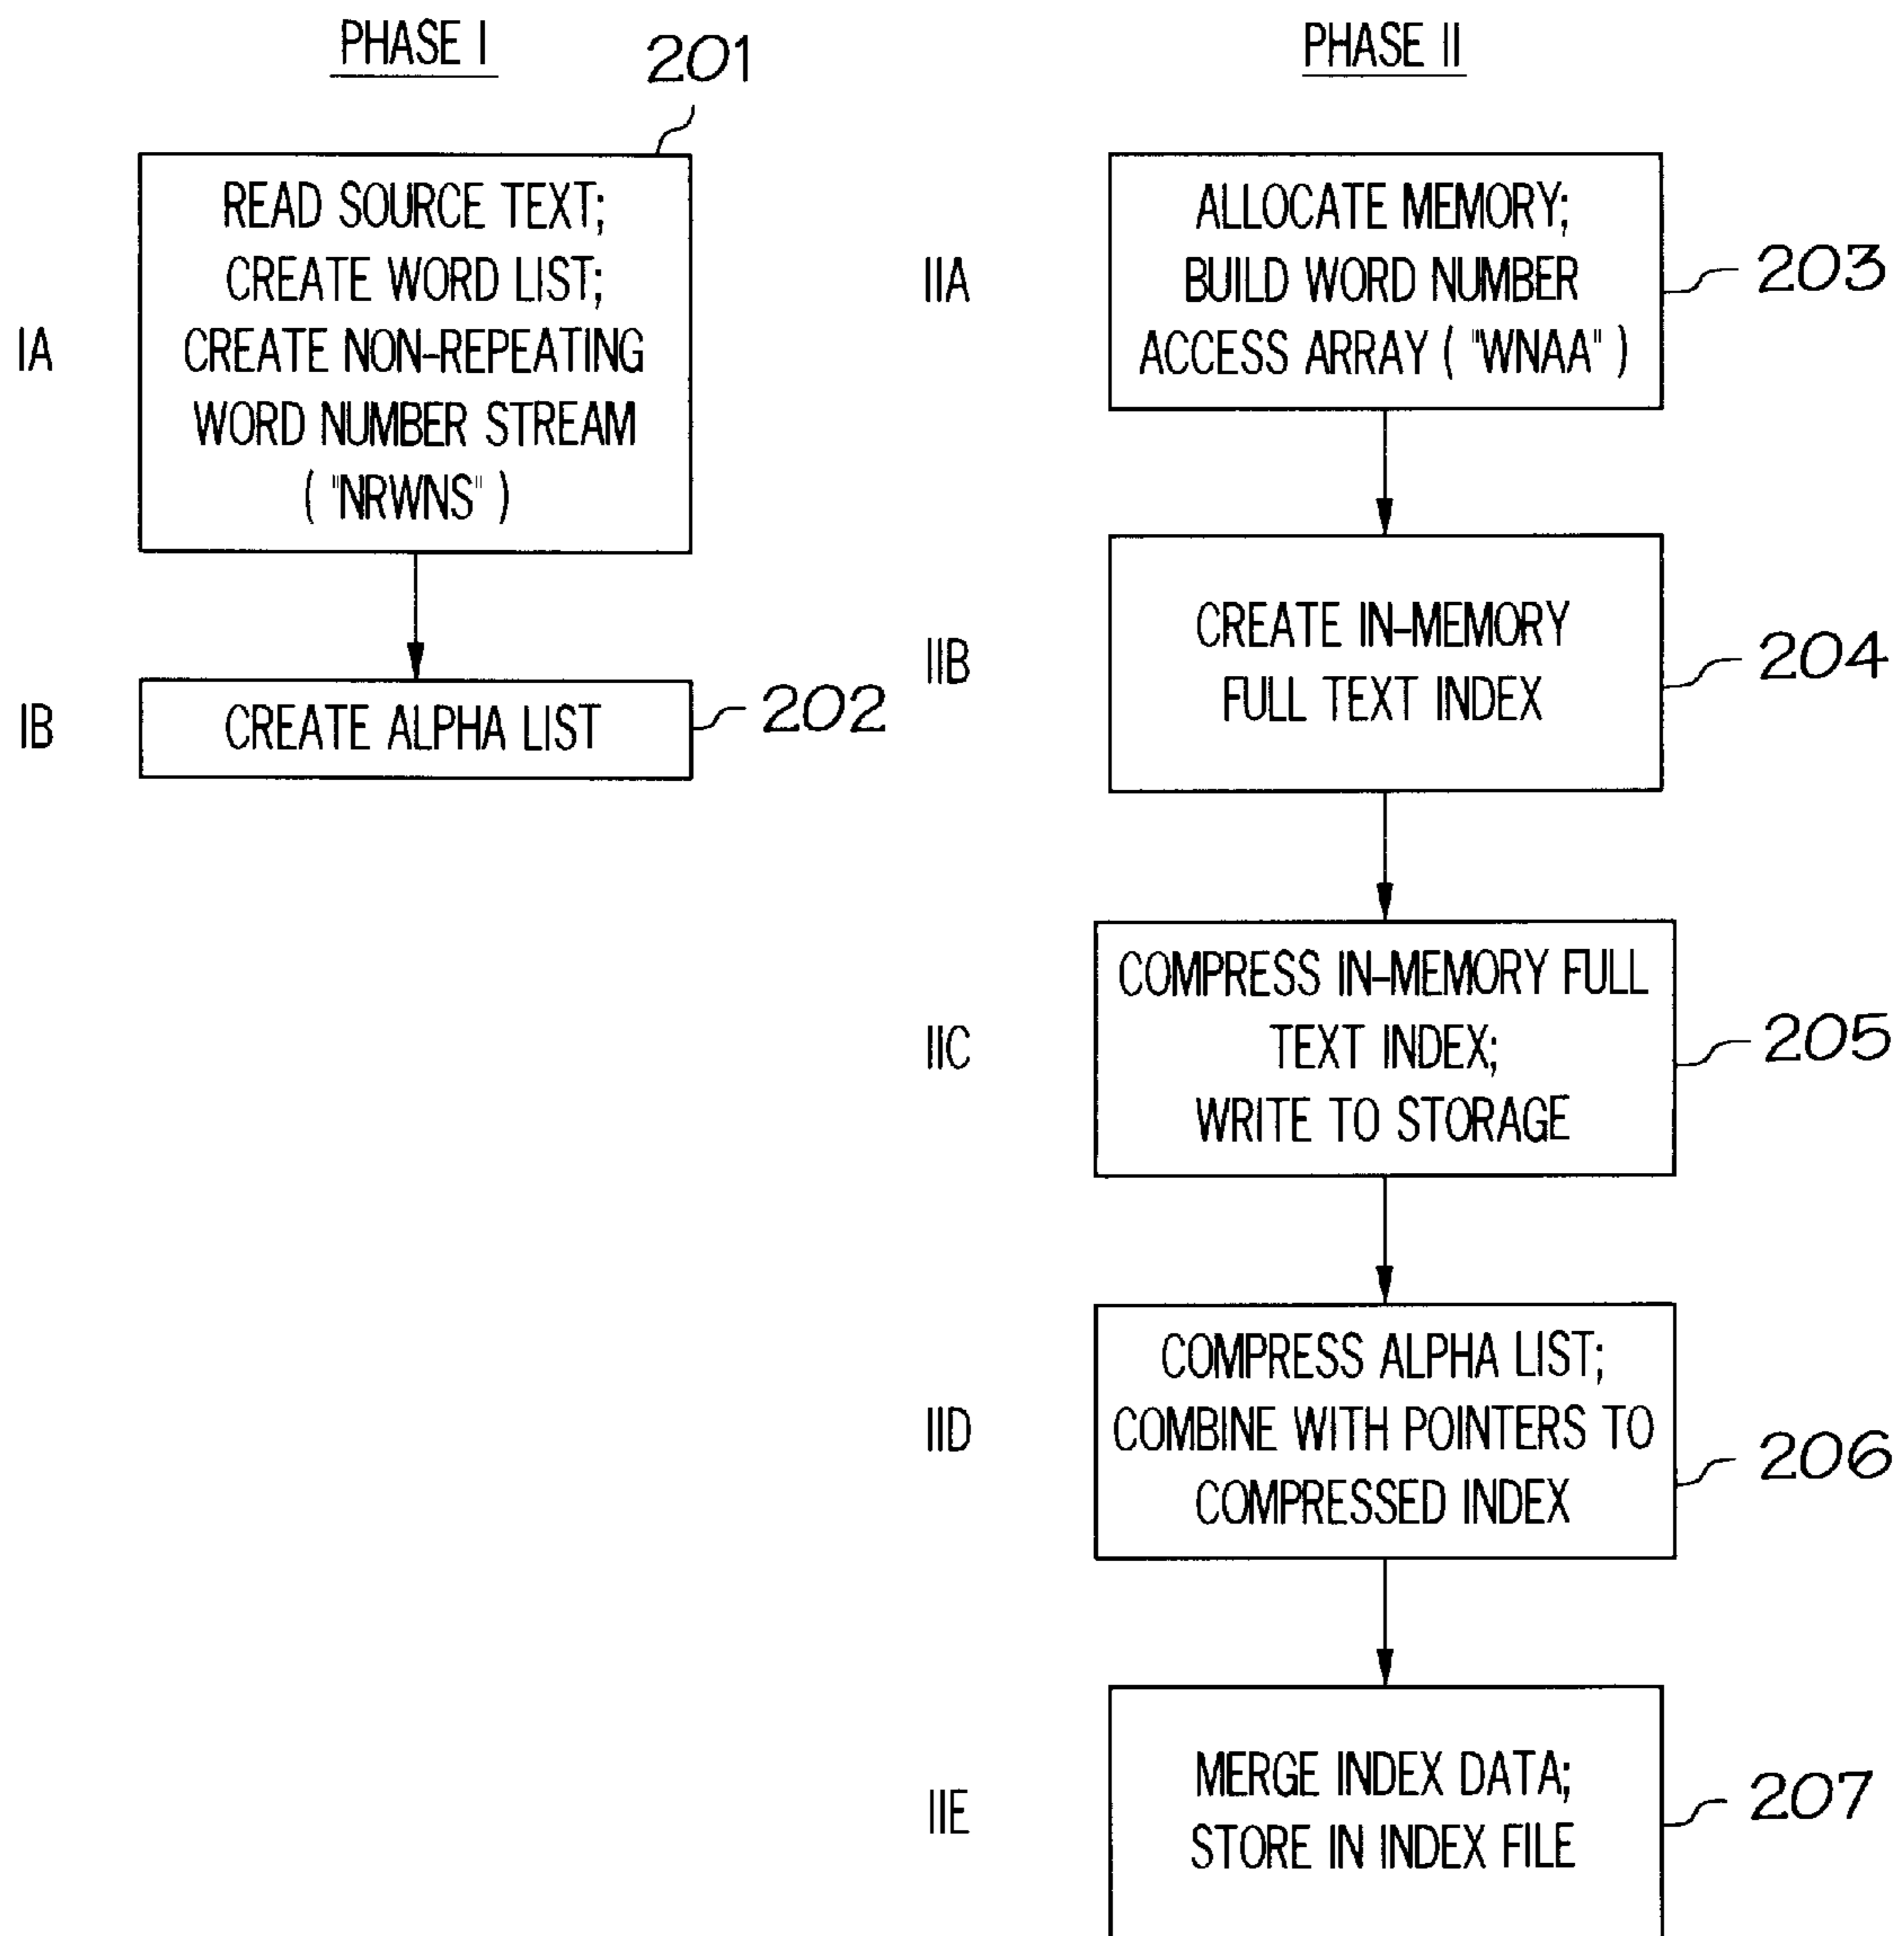 PHASE I
201
IA
READ SOURCE TEXT;
CREATE WORD LIST;
CREATE NON-REPEATING
WORD NUMBER STREAM
( "NRWNS" )
IB
CREATE ALPHA LIST
202
PHASE II
IIA
ALLOCATE MEMORY;
BUILD WORD NUMBER
ACCESS ARRAY ( "WNAA" )
203
IIB
CREATE IN-MEMORY
FULL TEXT INDEX
204
IIC
COMPRESS IN-MEMORY FULL
TEXT INDEX;
WRITE TO STORAGE
205
IID
COMPRESS ALPHA LIST;
COMBINE WITH POINTERS TO
COMPRESSED INDEX
206
IIE
MERGE INDEX DATA;
STORE IN INDEX FILE
207